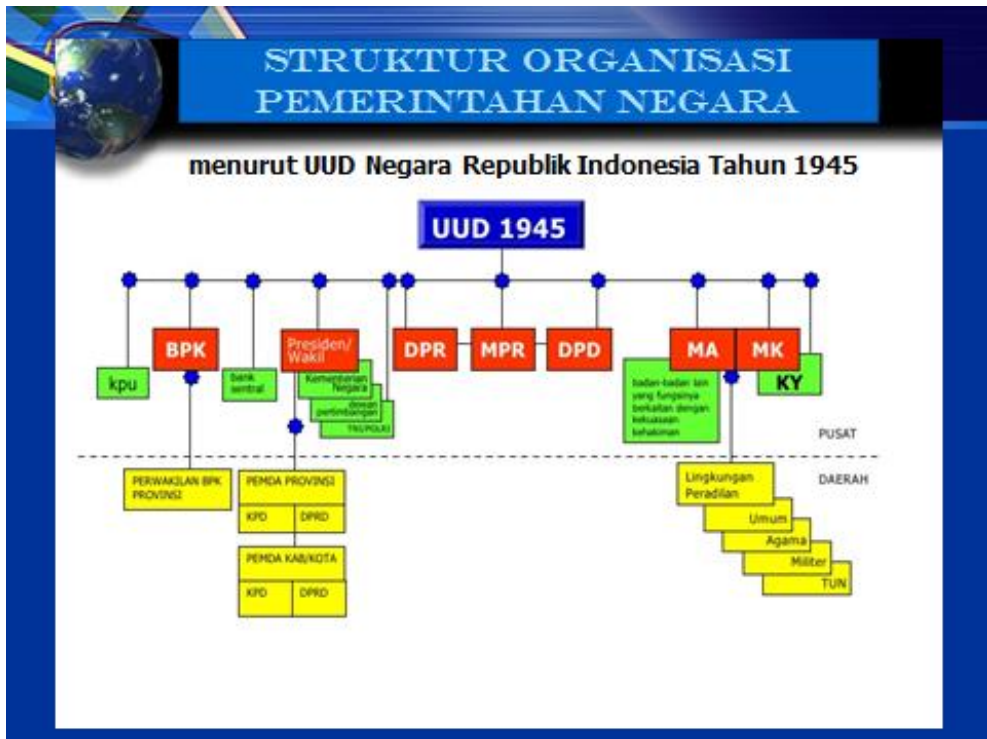 STRUKTUR ORGANISASI
PEMERINTAHAN NEGARA
menurut UUD Negara Republik Indonesia Tahun 1945
UUD 1945
BPK
Presiden/
Wakil
DPR
MPR
DPD
MA
MK
kpu
bank
sentral
Kementerian
Negara
dewan
pertimbangan
TNI/POLRI
badan-badan lain
yang fungsinya
berkaitan dengan
kekuasaan
kehakiman
KY
PUSAT
DAERAH
PERWAKILAN BPK
PROVINSI
PEMDA PROVINSI
KPD
DPRD
PEMDA KAB/KOTA
KPD
DPRD
Lingkungan
Peradilan
Umum
Agama
Militer
TUN